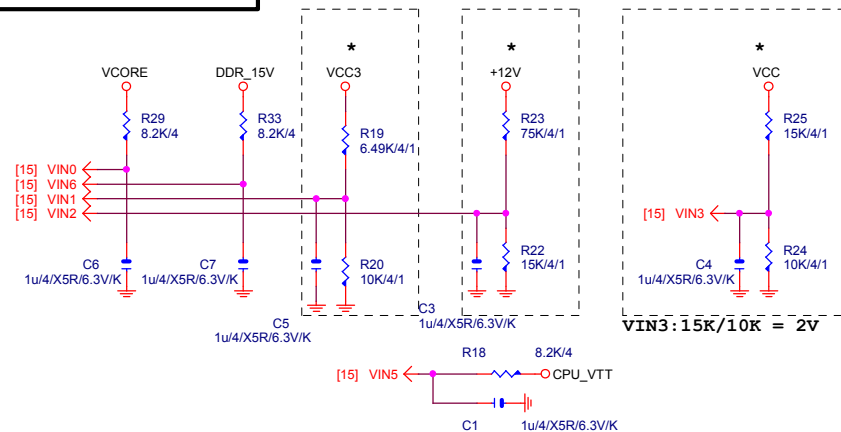 * * *
VCORE DDR_15V VCC3 +12V VCC
R29
8.2K/4
R33
8.2K/4
R19
6.49K/4/1
R23
75K/4/1
R25
15K/4/1
[15] VIN0
[15] VIN6
[15] VIN1
[15] VIN2
[15] VIN3
C6
1u/4/X5R/6.3V/K
C7
1u/4/X5R/6.3V/K
R20
10K/4/1
R22
15K/4/1
C4
1u/4/X5R/6.3V/K
R24
10K/4/1
C5
1u/4/X5R/6.3V/K
C3
1u/4/X5R/6.3V/K
VIN3:15K/10K = 2V
R18 8.2K/4
[15] VIN5 CPU_VTT
C1 1u/4/X5R/6.3V/K